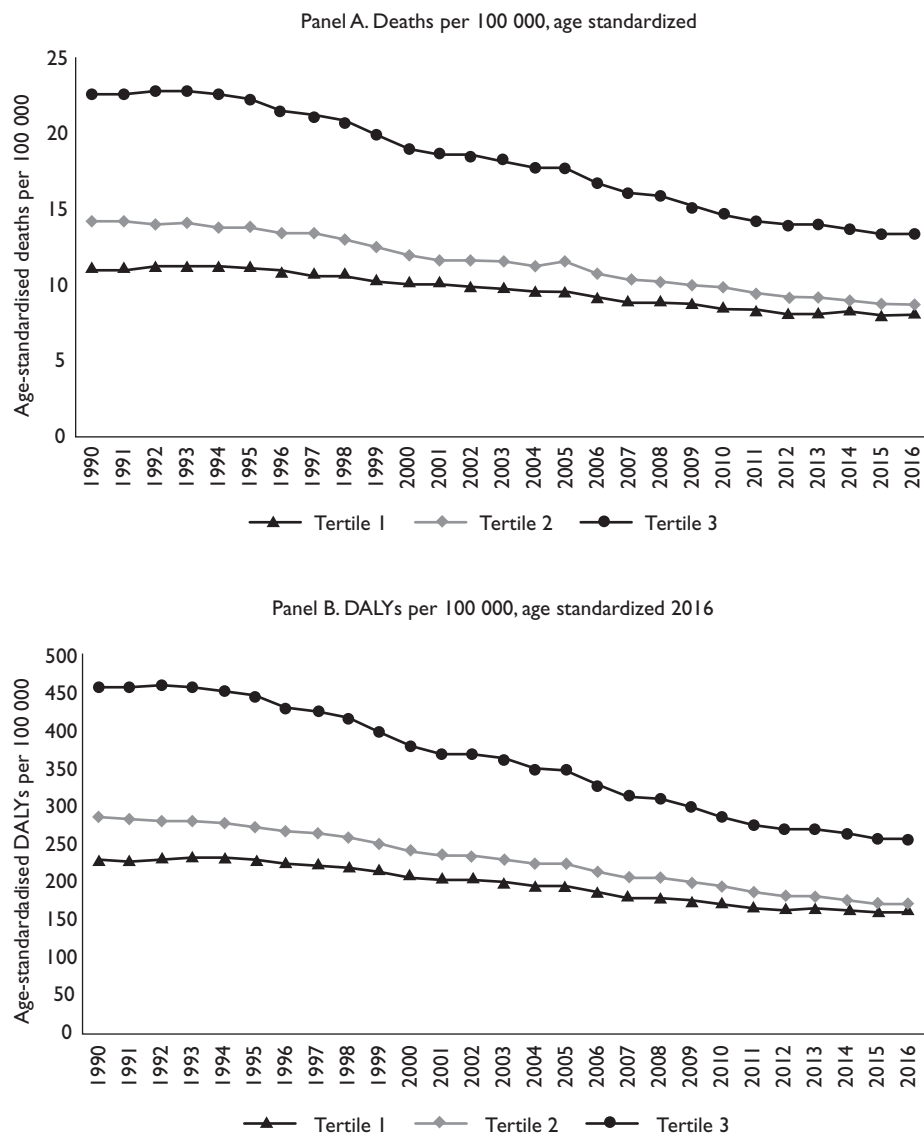 Panel A. Deaths per 100 000, age standardized
Age-standardised deaths per 100 000
25
20
15
10
5
0
1990 1991 1992 1993 1994 1995 1996 1997 1998 1999 2000 2001 2002 2003 2004 2005 2006 2007 2008 2009 2010 2011 2012 2013 2014 2015 2016
Tertile 1 Tertile 2 Tertile 3
Panel B. DALYs per 100 000, age standardized 2016
Age-standardadised DALYs per 100 000
500
450
400
350
300
250
200
150
100
50
0
1990 1991 1992 1993 1994 1995 1996 1997 1998 1999 2000 2001 2002 2003 2004 2005 2006 2007 2008 2009 2010 2011 2012 2013 2014 2015 2016
Tertile 1 Tertile 2 Tertile 3